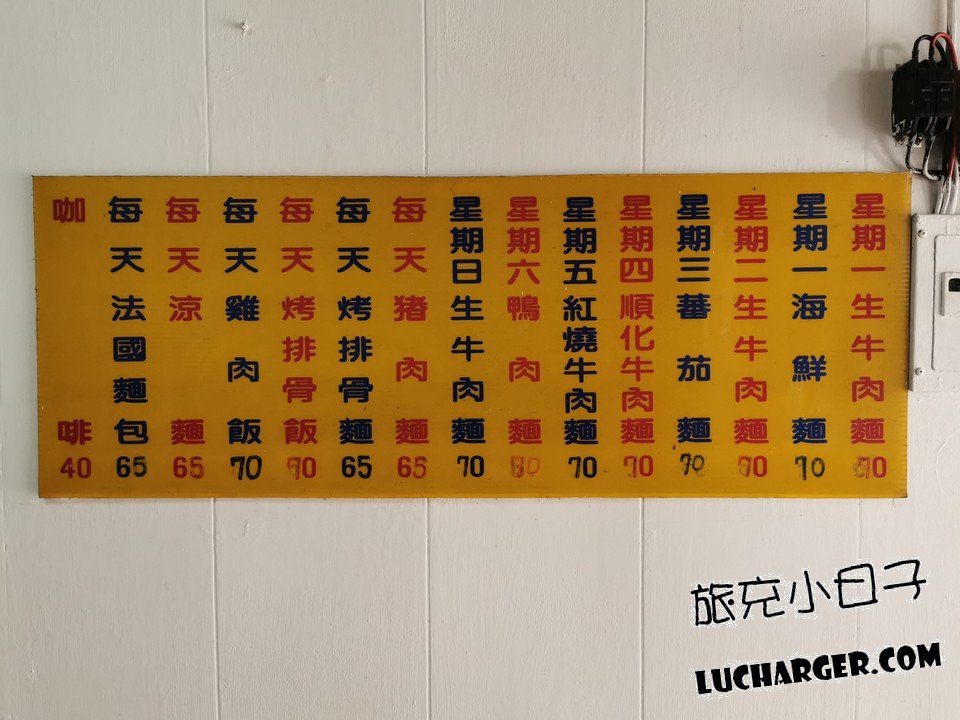 星期一生牛肉麵 70
星期一海鮮麵 70
星期二生牛肉麵 70
星期三蕃茄麵 70
星期四順化牛肉麵 70
星期五紅燒牛肉麵 70
星期六鴨肉麵
星期日生牛肉麵 70
每天豬肉麵 65
每天烤排骨麵 65
每天烤排骨飯 70
每天雞肉飯 70
每天涼麵 65
每天法國麵包 65
咖啡 40
旅充小日子
LUCHARGER.COM